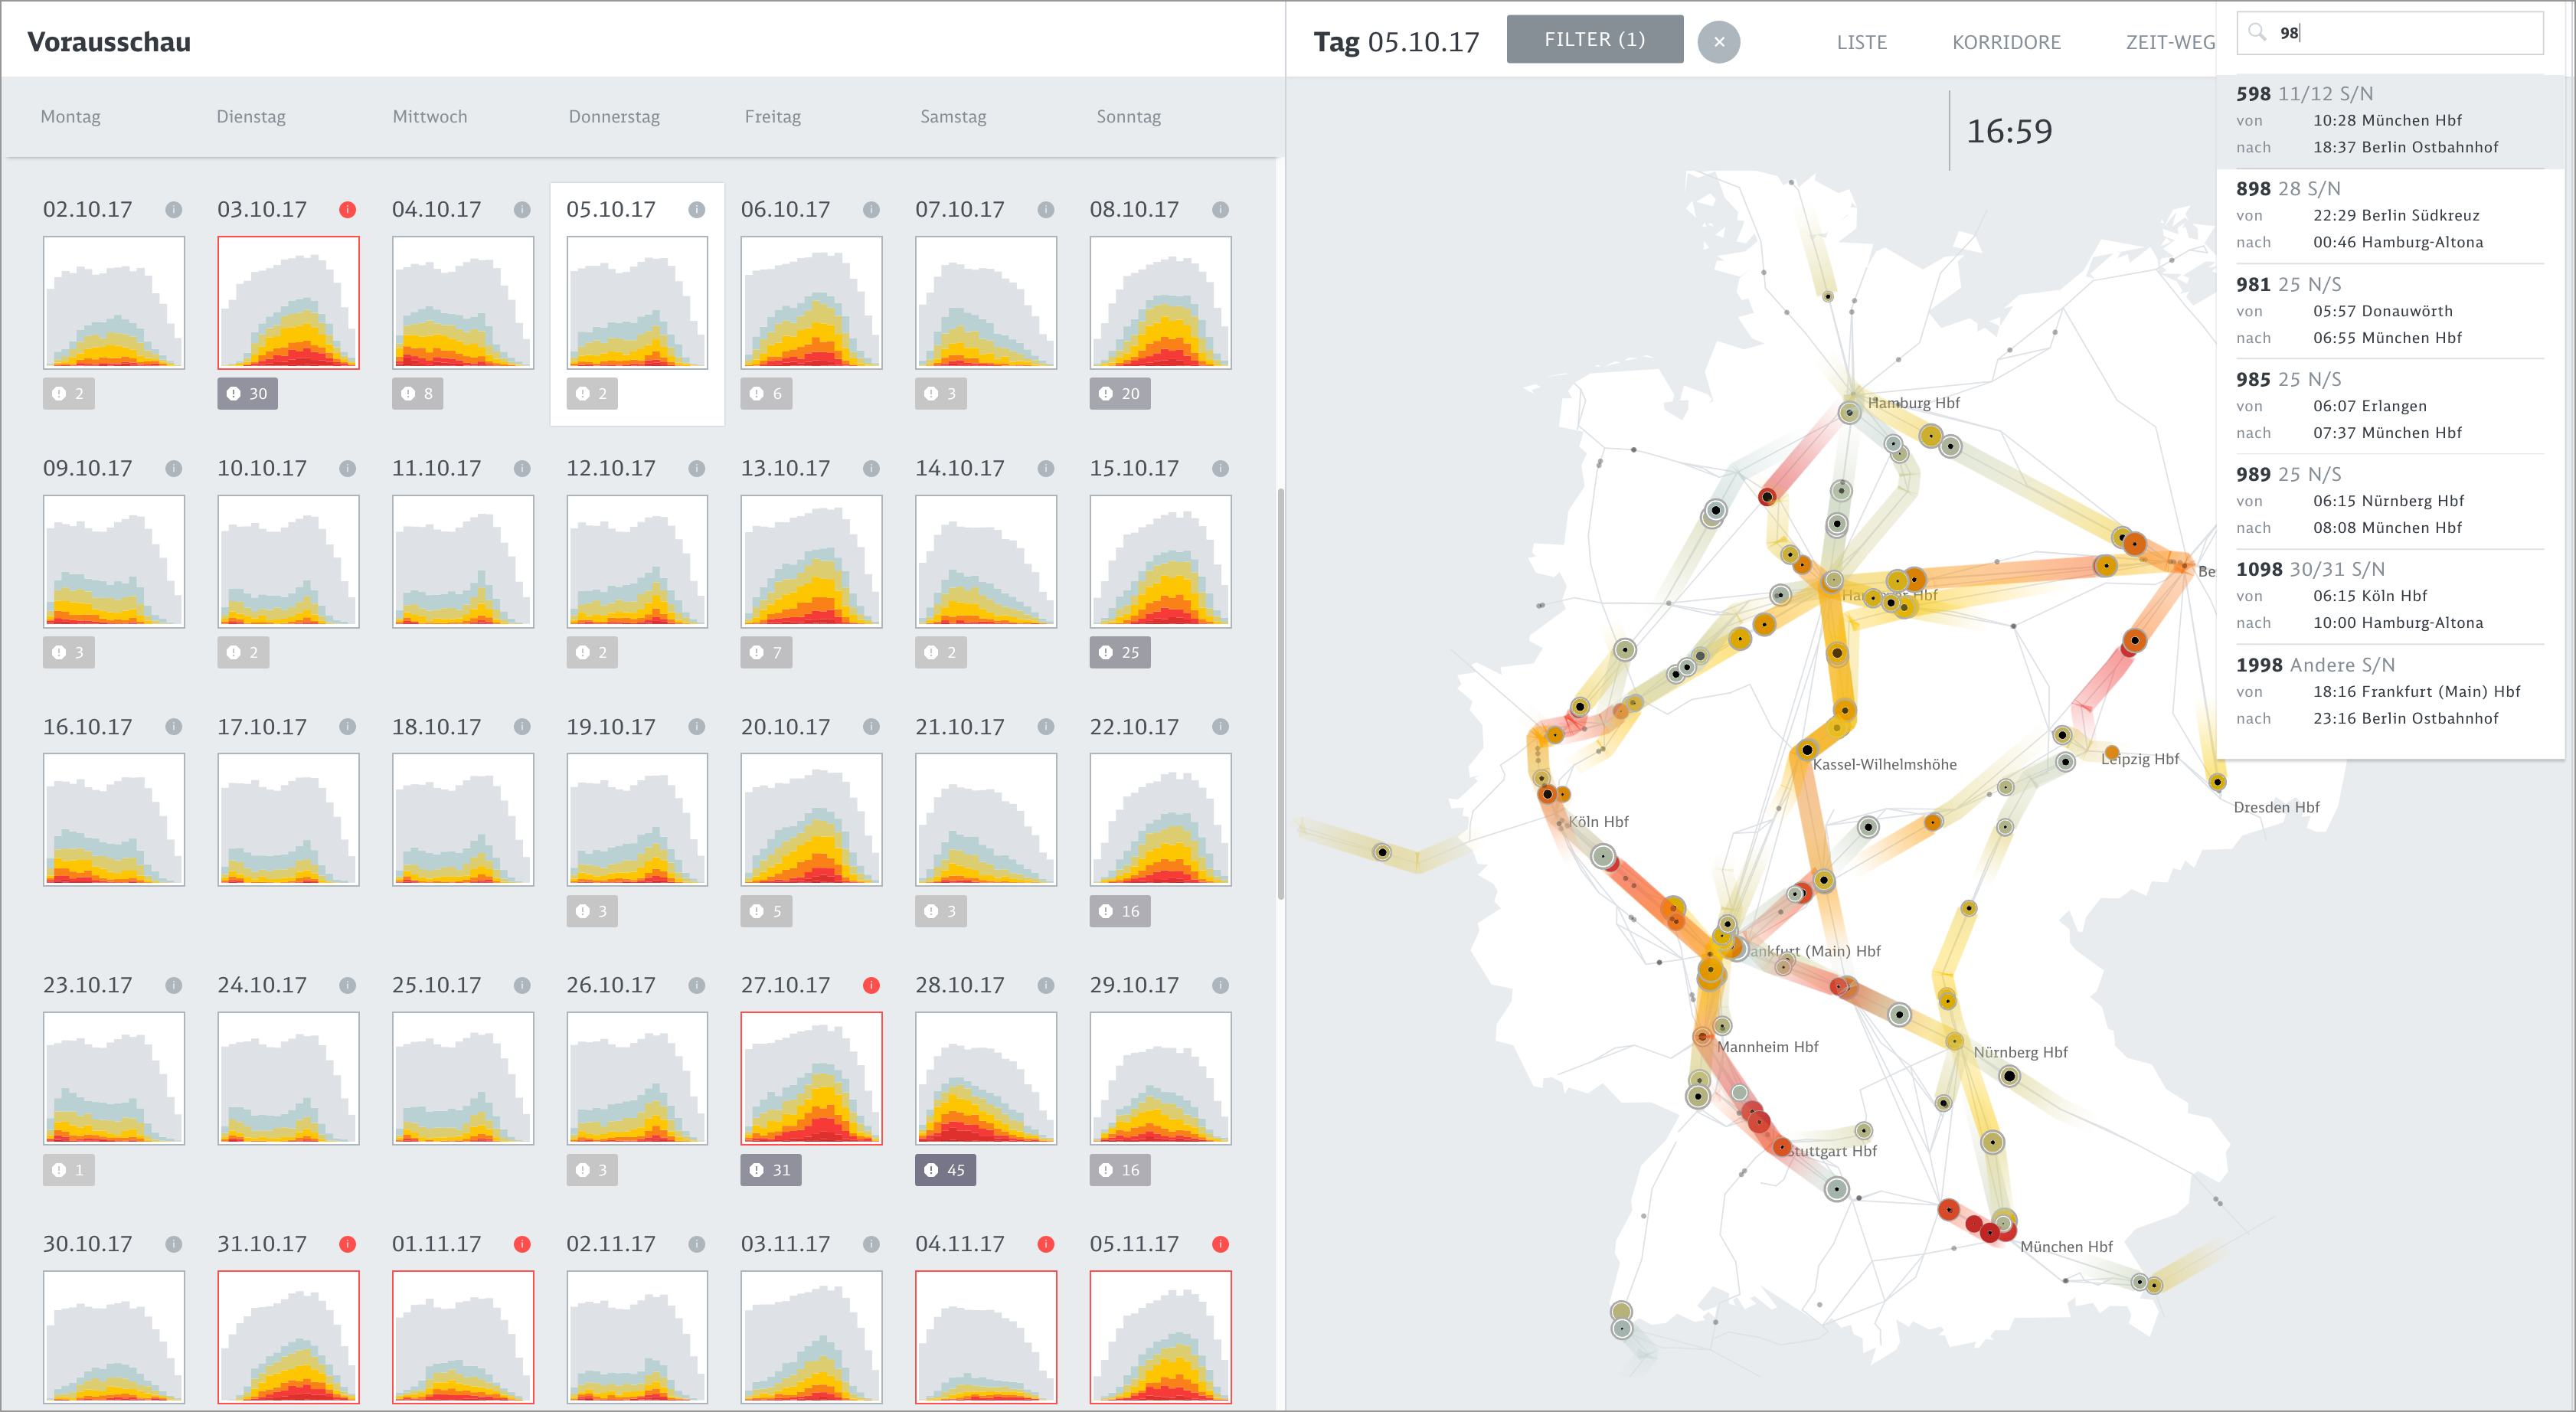 Vorausschau
Montag Dienstag Mittwoch Donnerstag Freitag Samstag Sonntag
02.10.17 03.10.17 04.10.17 05.10.17 06.10.17 07.10.17 08.10.17
2 30 8 2 6 3 20
09.10.17 10.10.17 11.10.17 12.10.17 13.10.17 14.10.17 15.10.17
3 2 2 7 2 25
16.10.17 17.10.17 18.10.17 19.10.17 20.10.17 21.10.17 22.10.17
3 5 3 16
23.10.17 24.10.17 25.10.17 26.10.17 27.10.17 28.10.17 29.10.17
1 3 31 45 16
30.10.17 31.10.17 01.11.17 02.11.17 03.11.17 04.11.17 05.11.17
Tag 05.10.17 FILTER (1) × LISTE KORRIDORE ZEIT-WEG
16:59
Hamburg Hbf
Be
Kassel-Wilhelmshöhe
Leipzig Hbf
Dresden Hbf
Köln Hbf
ankfurt (Main) Hbf
Mannheim Hbf
Nürnberg Hbf
Stuttgart Hbf
München Hbf
98
598 11/12 S/N
von 10:28 München Hbf
nach 18:37 Berlin Ostbahnhof
898 28 S/N
von 22:29 Berlin Südkreuz
nach 00:46 Hamburg-Altona
981 25 N/S
von 05:57 Donauwörth
nach 06:55 München Hbf
985 25 N/S
von 06:07 Erlangen
nach 07:37 München Hbf
989 25 N/S
von 06:15 Nürnberg Hbf
nach 08:08 München Hbf
1098 30/31 S/N
von 06:15 Köln Hbf
nach 10:00 Hamburg-Altona
1998 Andere S/N
von 18:16 Frankfurt (Main) Hbf
nach 23:16 Berlin Ostbahnhof